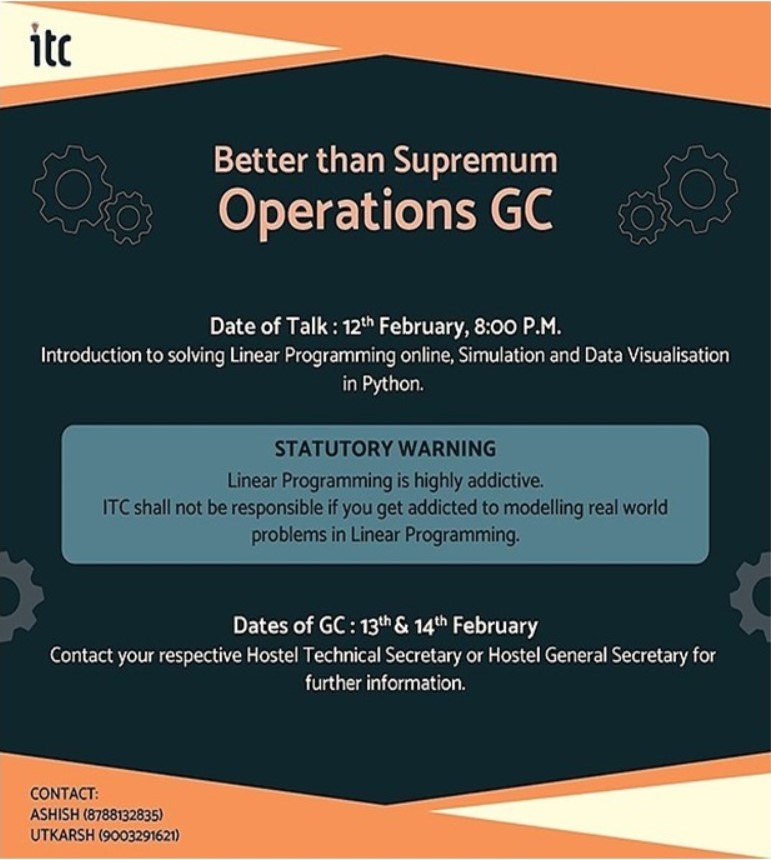 itc
Better than Supremum
Operations GC
Date of Talk : 12th February, 8:00 P.M.
Introduction to solving Linear Programming online, Simulation and Data Visualisation
in Python.
STATUTORY WARNING
Linear Programming is highly addictive.
ITC shall not be responsible if you get addicted to modelling real world
problems in Linear Programming.
Dates of GC : 13th & 14th February
Contact your respective Hostel Technical Secretary or Hostel General Secretary for
further information.
CONTACT:
ASHISH (8788132835)
UTKARSH (9003291621)